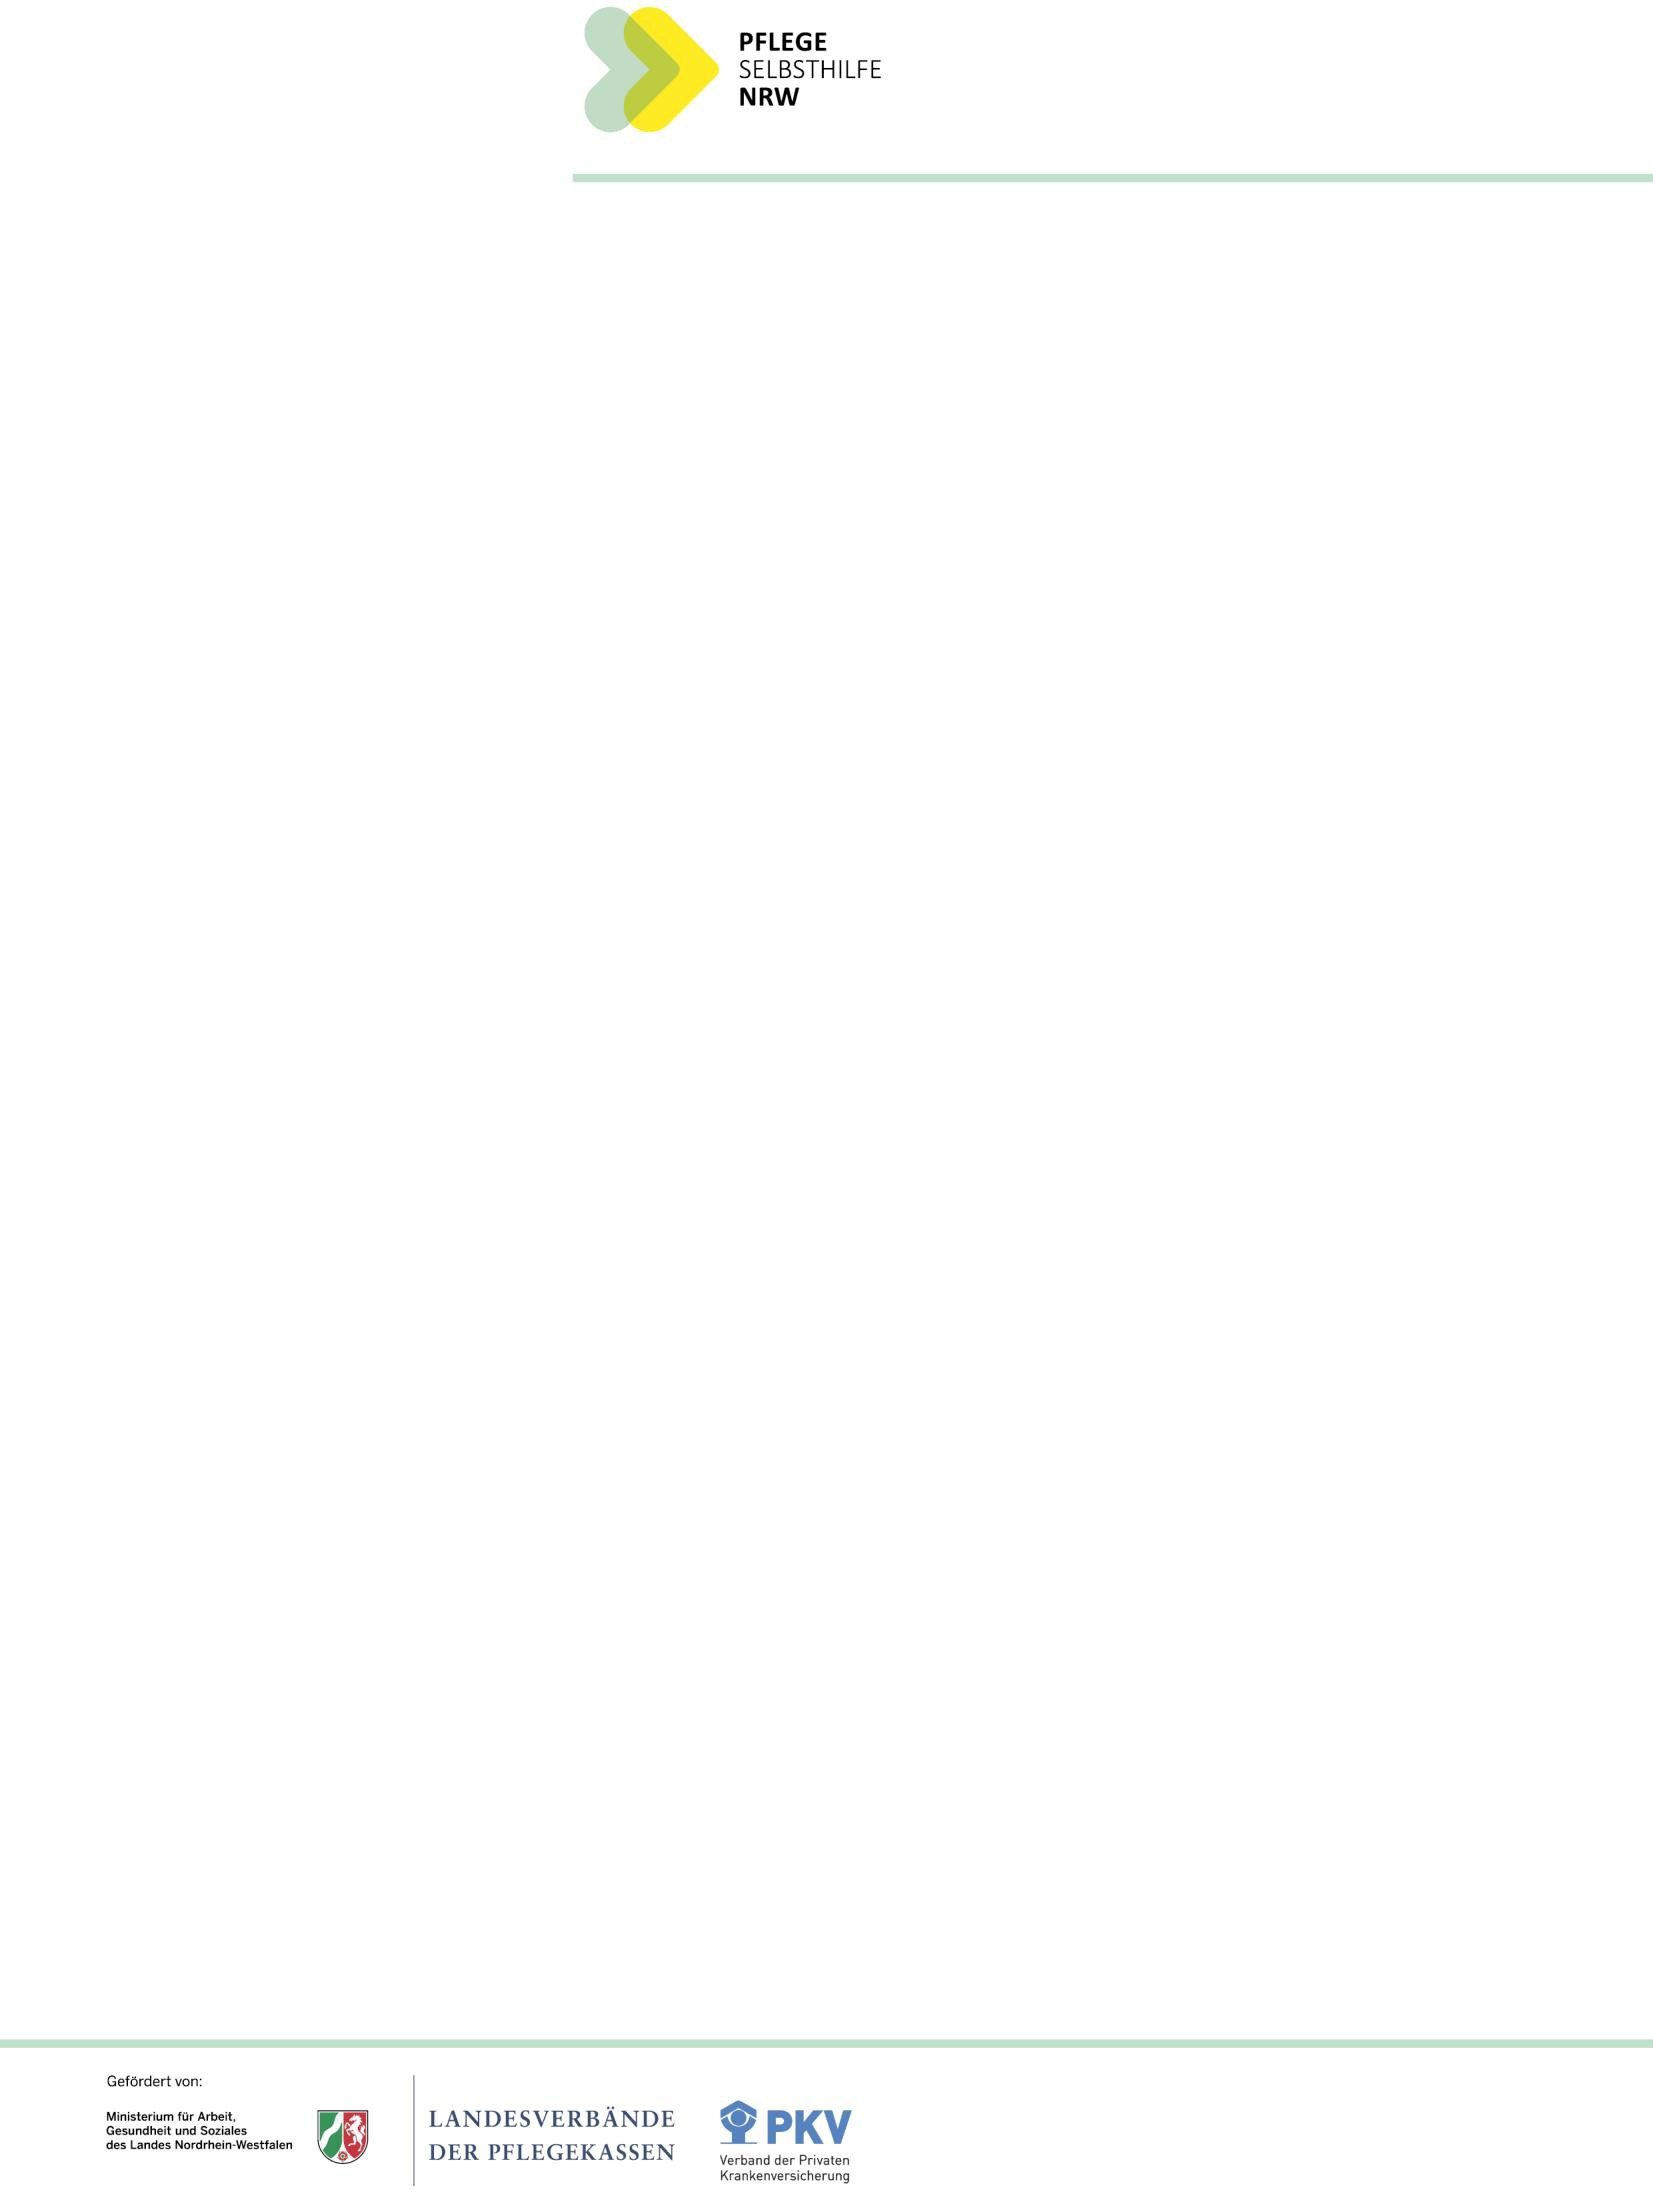 PFLEGE
SELBSTHILFE
NRW
Gefördert von:
Ministerium für Arbeit,
Gesundheit und Soziales
des Landes Nordrhein-Westfalen
LANDESVERBÄNDE
DER PFLEGEKASSEN
PKV
Verband der Privaten
Krankenversicherung